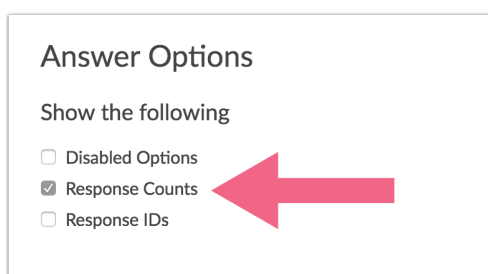 Answer Options
Show the following
Disabled Options
Response Counts
Response IDs